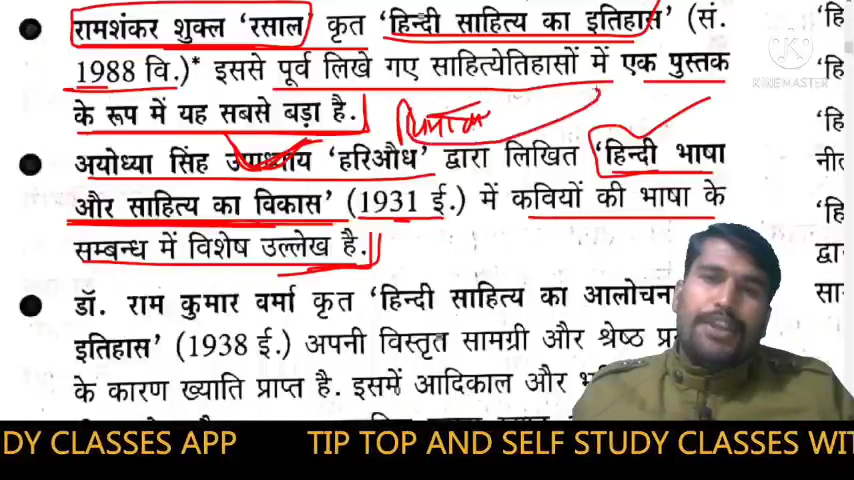 रामशंकर शुक्ल 'रसाल' कृत 'हिन्दी साहित्य का इतिहास' (सं.
1988 वि.)* इससे पूर्व लिखे गए साहित्येतिहासों में एक पुस्तक
के रूप में यह सबसे बड़ा है.
अयोध्या सिंह उपाध्याय 'हरिऔध' द्वारा लिखित 'हिन्दी भाषा
और साहित्य का विकास' (1931 ई.) में कवियों की भाषा के
सम्बन्ध में विशेष उल्लेख है.
डॉ. राम कुमार वर्मा कृत 'हिन्दी साहित्य का आलोचना
इतिहास' (1938 ई.) अपनी विस्तृत सामग्री और श्रेष्ठ
के कारण ख्याति प्राप्त है. इसमें आदिकाल और
'हि
'हि
हि
नीत
'हि
द्वा
सा
KINEMASTER
DY CLASSES APP TIP TOP AND SELF STUDY CLASSES WIT